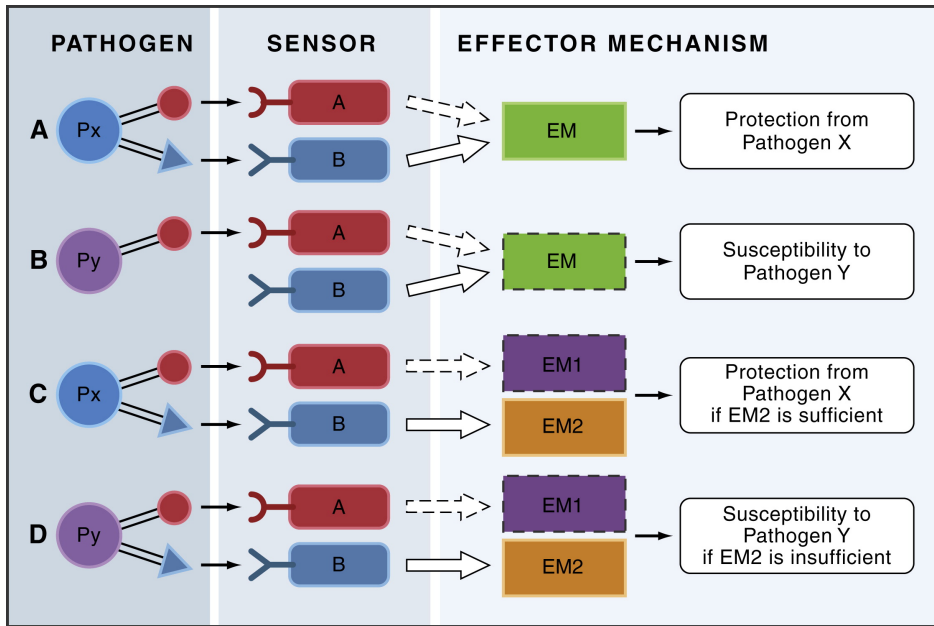 PATHOGEN SENSOR EFFECTOR MECHANISM
A Px A EM Protection from
Pathogen X
B
B Py A EM Susceptibility to
Pathogen Y
B
C Px A EM1 Protection from
Pathogen X
if EM2 is sufficient
B EM2
D Py A EM1 Susceptibility to
Pathogen Y
if EM2 is insufficient
B EM2